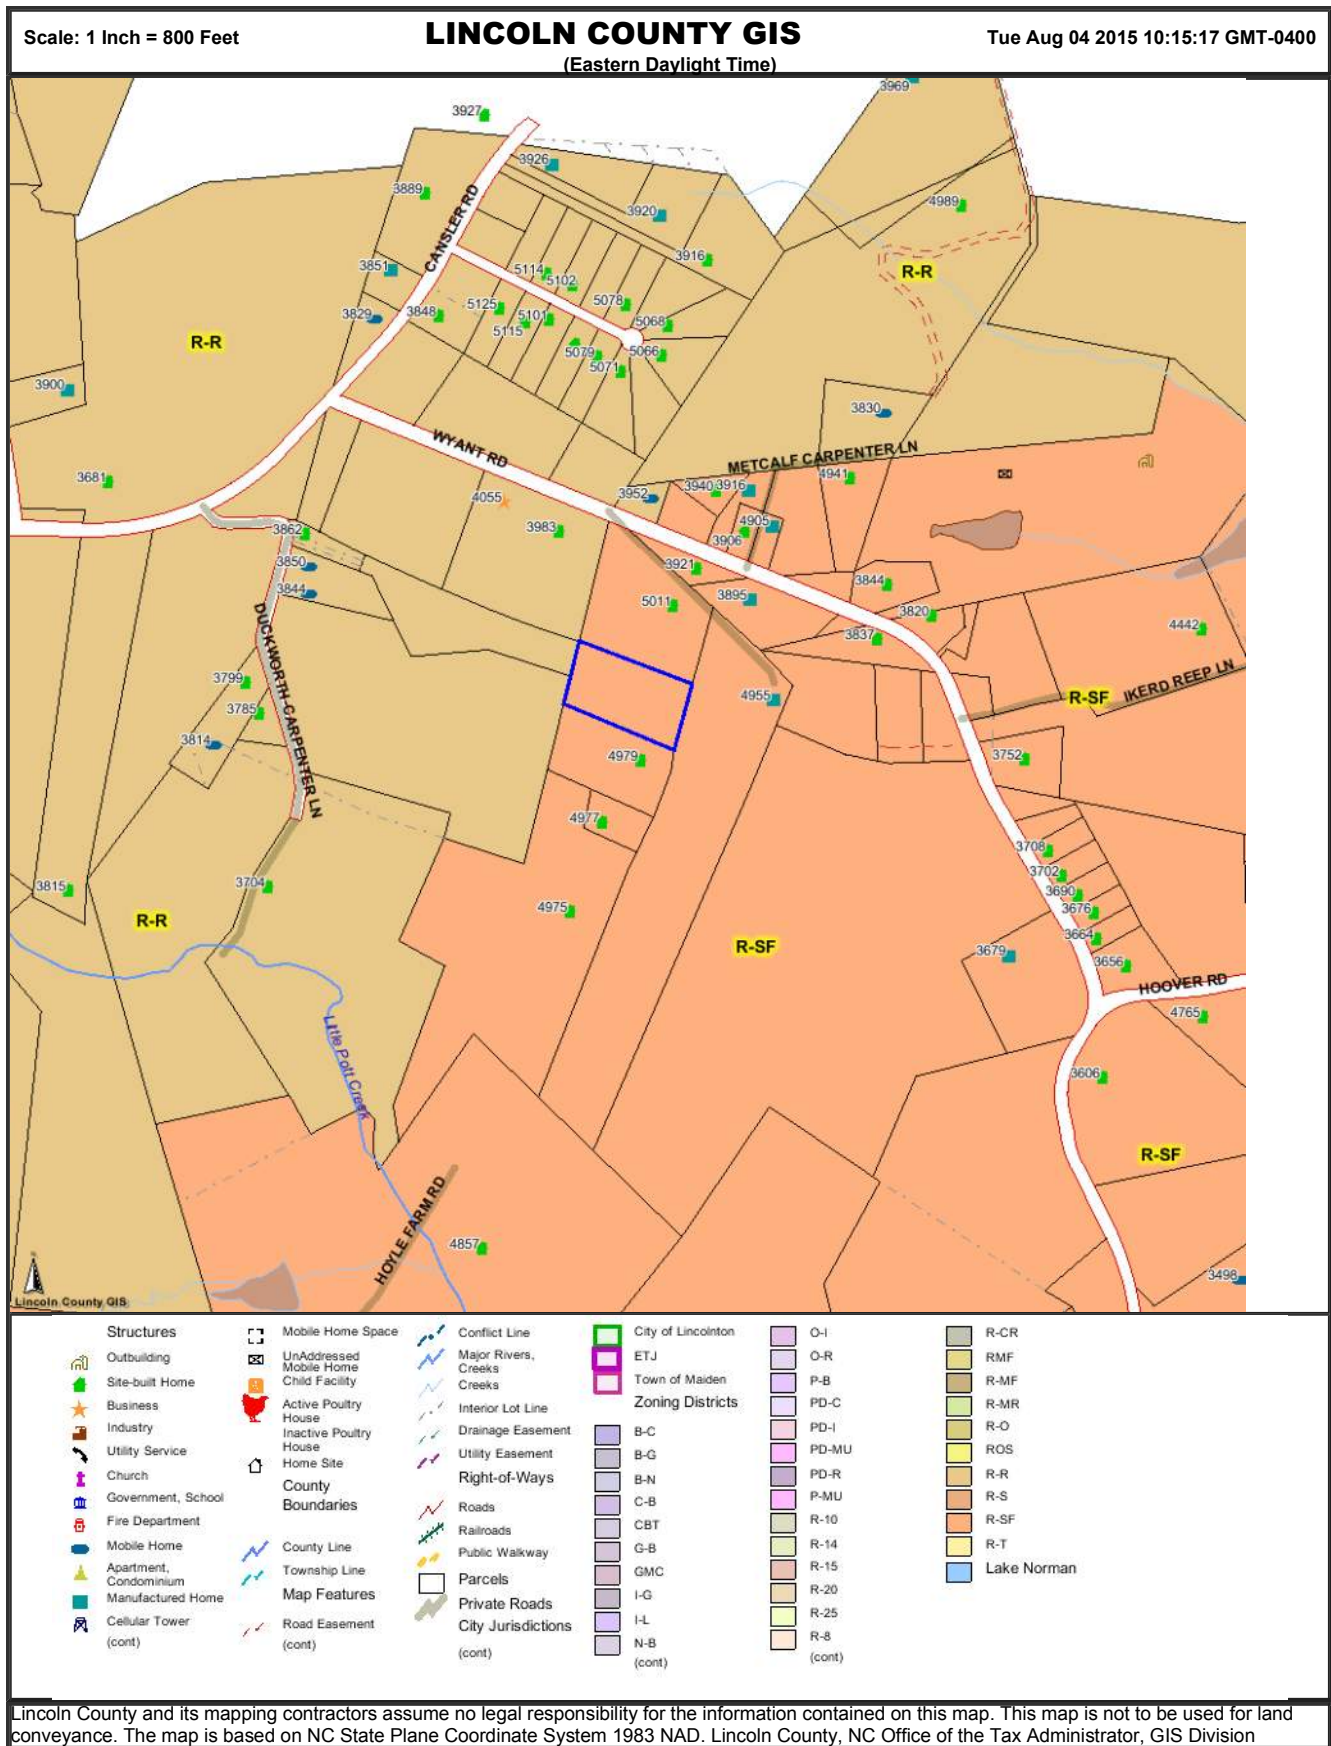 Scale: 1 Inch = 800 Feet
LINCOLN COUNTY GIS
Tue Aug 04 2015 10:15:17 GMT-0400
(Eastern Daylight Time)
3969
3927
3926
3889
CANSLER RD
3920
4989
3916
R-R
3851
5114
5102
5125
5078
3829
3848
5101
5068
5115
R-R
5079
5066
5071
3900
3830
WYANT RD
METCALF CARPENTER LN
3681
4941
3940
3916
4055
3952
4905
3983
3862
3906
3850
3921
3844
3844
3895
5011
3820
DUCKWORTH-CARPENTER LN
3837
4442
3799
4955
R-SF
IKERD REEP LN
3785
3814
4979
3752
4977
3708
3702
3815
3704
3690
4975
3676
R-R
3664
R-SF
3679
3656
HOOVER RD
4765
Little Pott Creek
3606
R-SF
HOYLE FARM RD
4857
3498
Lincoln County GIS
Structures
Outbuilding
Site-built Home
Business
Industry
Utility Service
Church
Government, School
Fire Department
Mobile Home
Apartment,
Condominium
Manufactured Home
Cellular Tower
(cont)
Mobile Home Space
UnAddressed
Mobile Home
Child Facility
Active Poultry
House
Inactive Poultry
House
Home Site
County
Boundaries
County Line
Township Line
Map Features
Road Easement
(cont)
Conflict Line
Major Rivers,
Creeks
Creeks
Interior Lot Line
Drainage Easement
Utility Easement
Right-of-Ways
Roads
Railroads
Public Walkway
Parcels
Private Roads
City Jurisdictions
(cont)
City of Lincolnton
ETJ
Town of Maiden
Zoning Districts
B-C
B-G
B-N
C-B
CBT
G-B
GMC
I-G
I-L
N-B
(cont)
O-I
O-R
P-B
PD-C
PD-I
PD-MU
PD-R
P-MU
R-10
R-14
R-15
R-20
R-25
R-8
(cont)
R-CR
RMF
R-MF
R-MR
R-O
ROS
R-R
R-S
R-SF
R-T
Lake Norman
Lincoln County and its mapping contractors assume no legal responsibility for the information contained on this map. This map is not to be used for land
conveyance. The map is based on NC State Plane Coordinate System 1983 NAD. Lincoln County, NC Office of the Tax Administrator, GIS Division